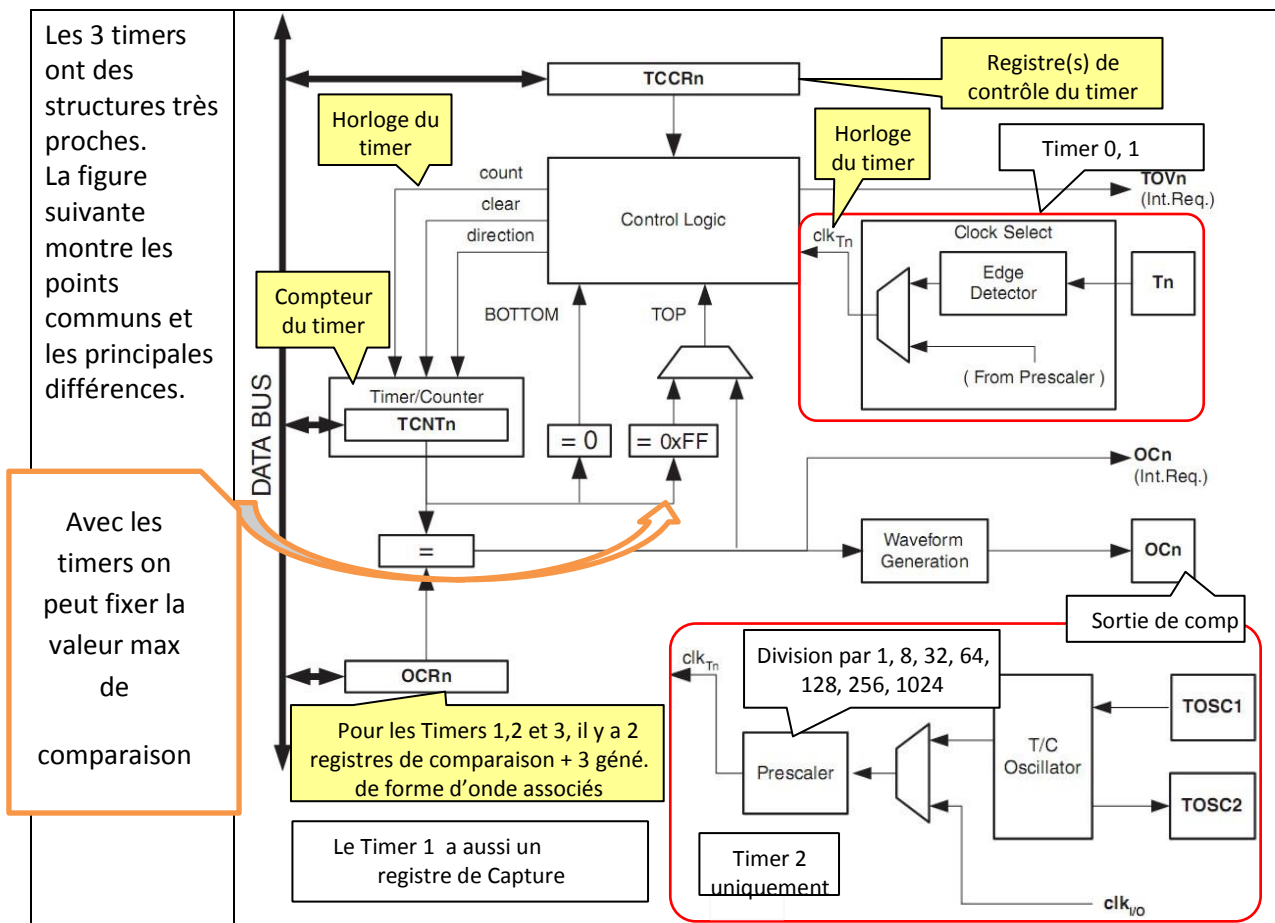 Les 3 timers
ont des
structures très
proches.
La figure
suivante
montre les
points
communs et
les principales
différences.
Avec les
timers on
peut fixer la
valeur max
de
comparaison
DATA BUS
TCCRn
Registre(s) de
contrôle du timer
Horloge du
timer
Horloge
du timer
Timer 0, 1
count
clear
direction
Control Logic
TOVn
(Int.Req.)
clkTn
Clock Select
Edge
Detector
Tn
( From Prescaler )
Compteur
du timer
BOTTOM
TOP
Timer/Counter
TCNTn
= 0
= 0xFF
OCn
(Int.Req.)
=
Waveform
Generation
OCn
Sortie de comp
OCRn
Pour les Timers 1,2 et 3, il y a 2
registres de comparaison + 3 géné.
de forme d’onde associés
Le Timer 1 a aussi un
registre de Capture
clkTn
Division par 1, 8, 32, 64,
128, 256, 1024
Prescaler
T/C
Oscillator
TOSC1
TOSC2
Timer 2
uniquement
clkI/O